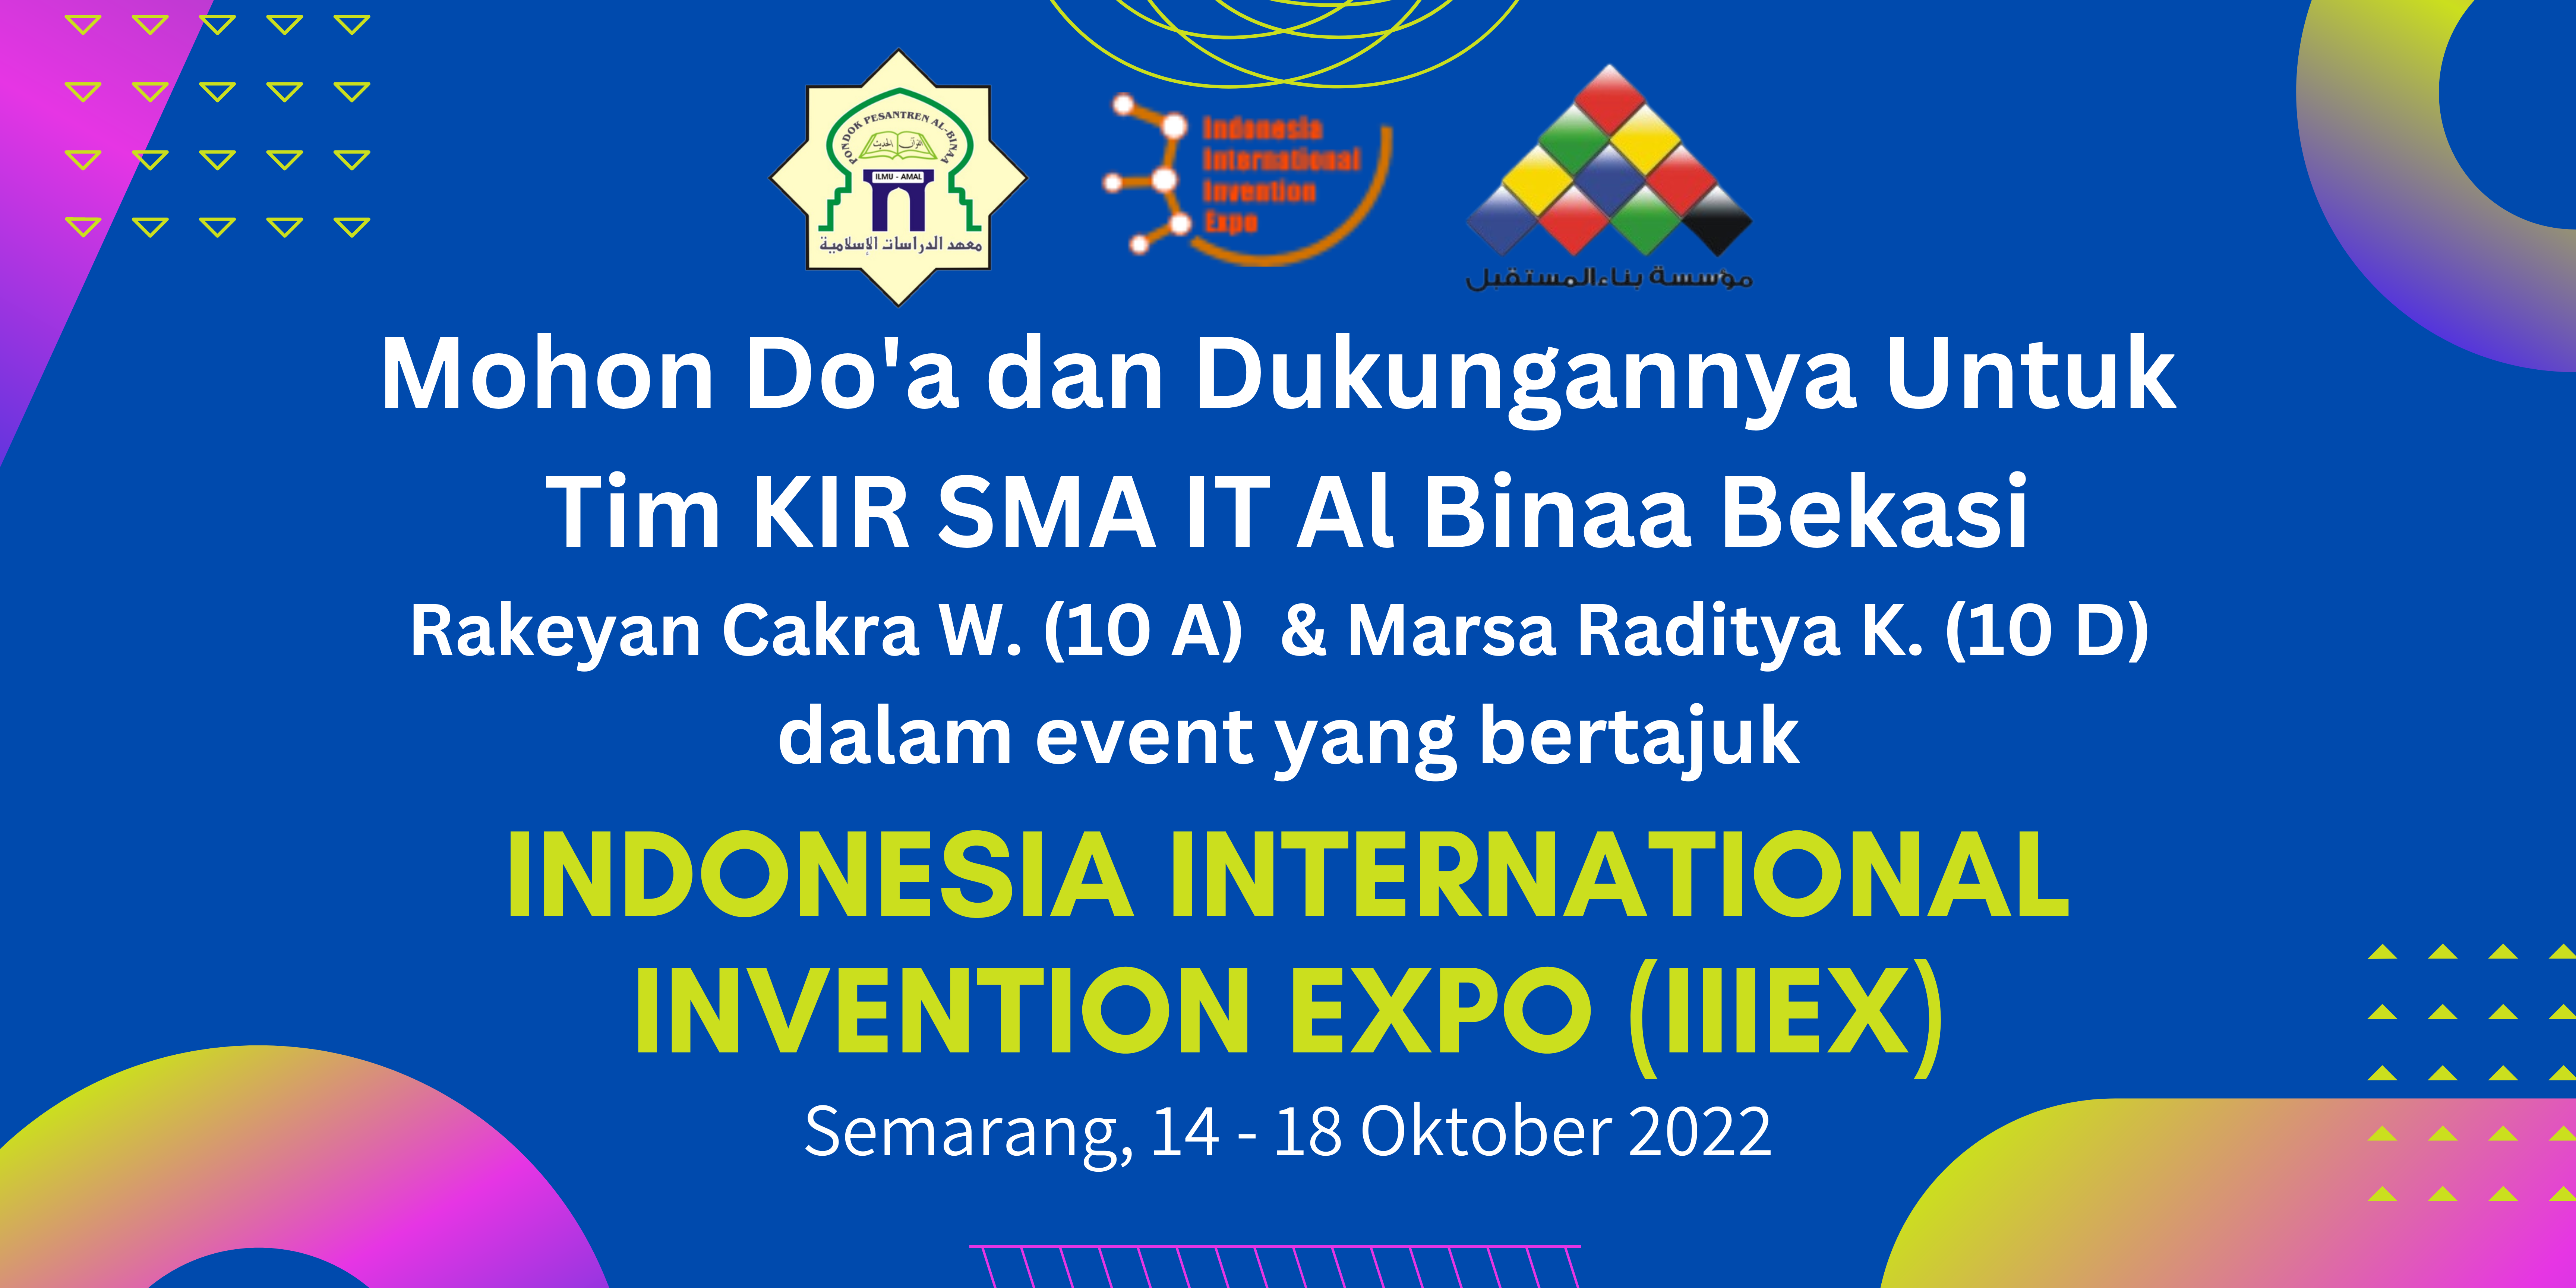 PONDOK PESANTREN AL-BINAA
القرآن الحديث
ILMU - AMAL
معهد الدراسات الإسلامية
Indonesia
International
Invention
Expo
مؤسسة بناء المستقبل
Mohon Do'a dan Dukungannya Untuk
Tim KIR SMA IT Al Binaa Bekasi
Rakeyan Cakra W. (10 A) & Marsa Raditya K. (10 D)
dalam event yang bertajuk
INDONESIA INTERNATIONAL
INVENTION EXPO (IIIEX)
Semarang, 14 - 18 Oktober 2022